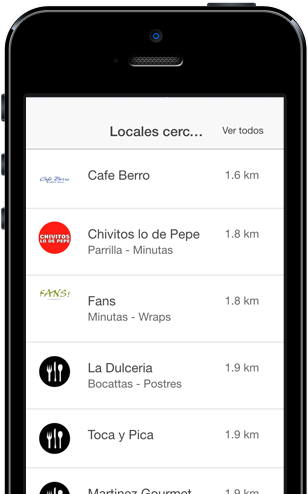 Locales cerc... Ver todos
Cafe Berro
Cafe Berro 1.6 km
CHIVITOS
LO DE PEPE
Chivitos lo de Pepe 1.8 km
Parrilla - Minutas
FANS!
Fans 1.8 km
Minutas - Wraps
La Dulceria 1.9 km
Bocattas - Postres
Toca y Pica 1.9 km
Martinez Gourmet 1.9 km